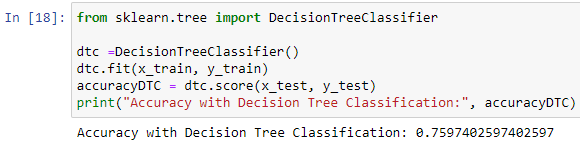 In [18]: from sklearn.tree import DecisionTreeClassifier
dtc =DecisionTreeClassifier()
dtc.fit(x_train, y_train)
accuracyDTC = dtc.score(x_test, y_test)
print("Accuracy with Decision Tree Classification:", accuracyDTC)
Accuracy with Decision Tree Classification: 0.7597402597402597